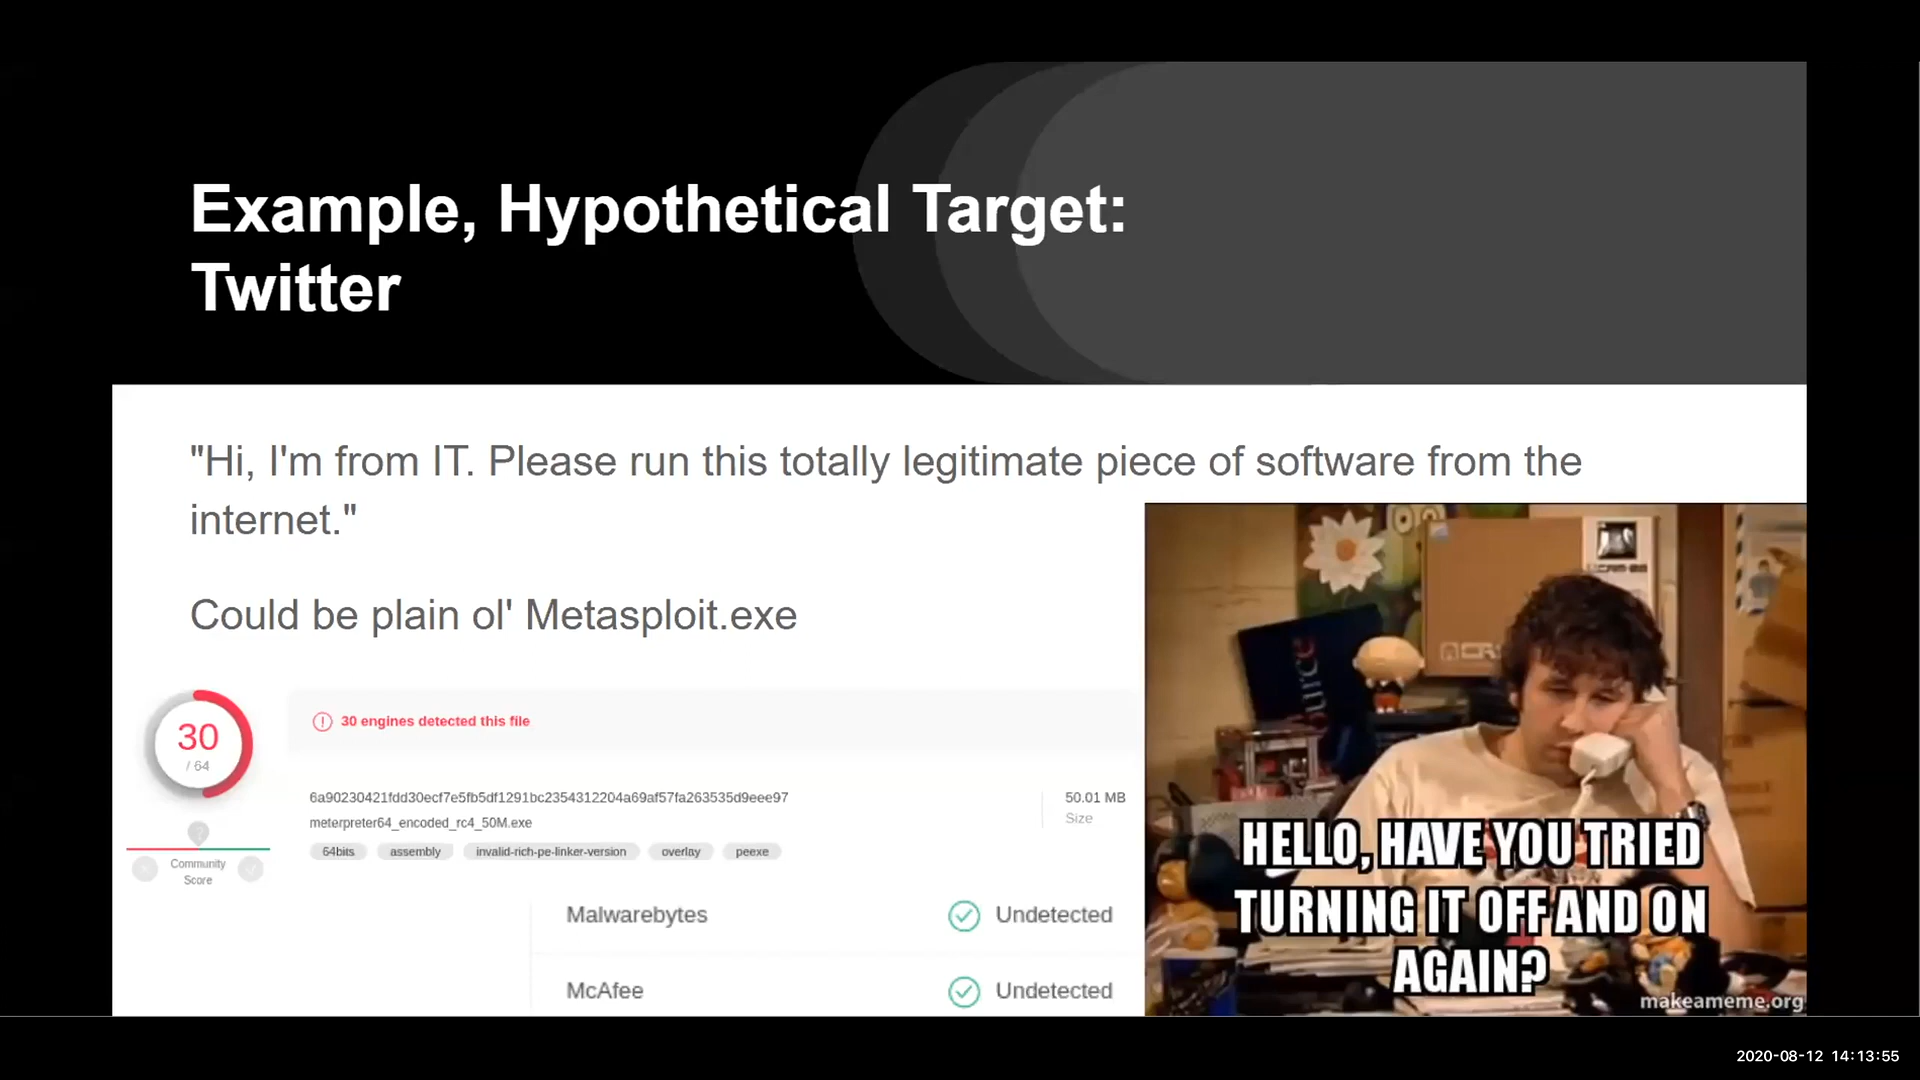 Example, Hypothetical Target:
Twitter
"Hi, I'm from IT. Please run this totally legitimate piece of software from the
internet."
Could be plain ol' Metasploit.exe
30
/ 64
30 engines detected this file
6a90230421fdd30ecf7e5fb5df1291bc2354312204a69af57fa263535d9eee97
50.01 MB
meterpreter64_encoded_rc4_50M.exe
Size
64bits assembly invalid-rich-pe-linker-version overlay peexe
Community
Score
Malwarebytes Undetected
McAfee Undetected
HELLO, HAVE YOU TRIED
TURNING IT OFF AND ON
AGAIN?
makeameme.org
2020-08-12 14:13:55